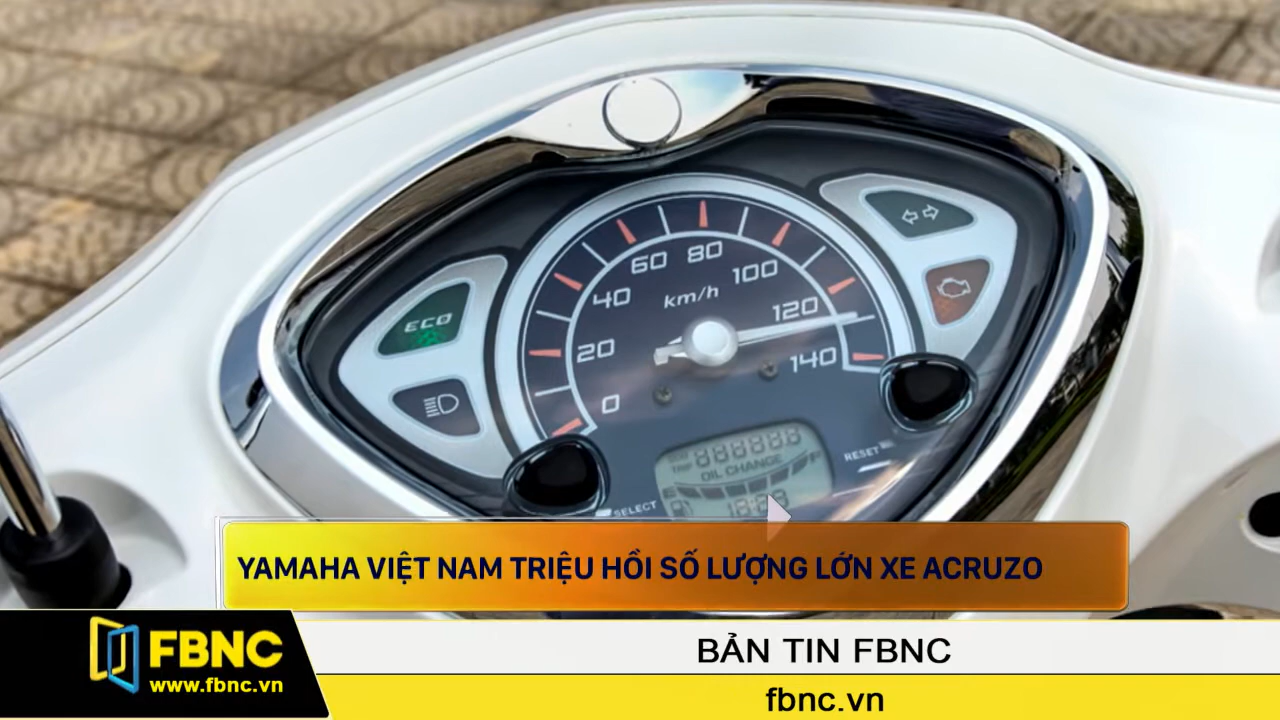 ECO
0
20
40
60
80
100
120
140
km/h
OIL CHANGE
E
F
SELECT
RESET
YAMAHA VIỆT NAM TRIỆU HỒI SỐ LƯỢNG LỚN XE ACRUZO
FBNC
www.fbnc.vn
BẢN TIN FBNC
fbnc.vn